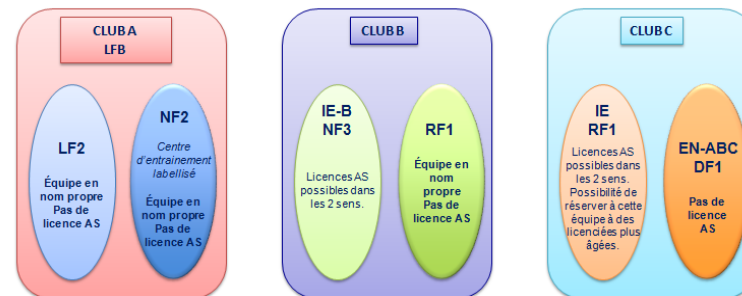 CLUB A
LFB
LF2
Équipe en
nom propre
Pas de
licence AS
NF2
Centre
d'entrainement
labellisé
Équipe en
nom propre
Pas de
licence AS
CLUB B
IE-B
NF3
Licences AS
possibles dans
les 2 sens.
RF1
Équipe en
nom
propre
Pas de
licence AS
CLUB C
IE
RF1
Licences AS
possibles dans
les 2 sens.
Possibilité de
réserver à cette
équipe à des
licenciées plus
âgées.
EN-ABC
DF1
Pas de
licence
AS